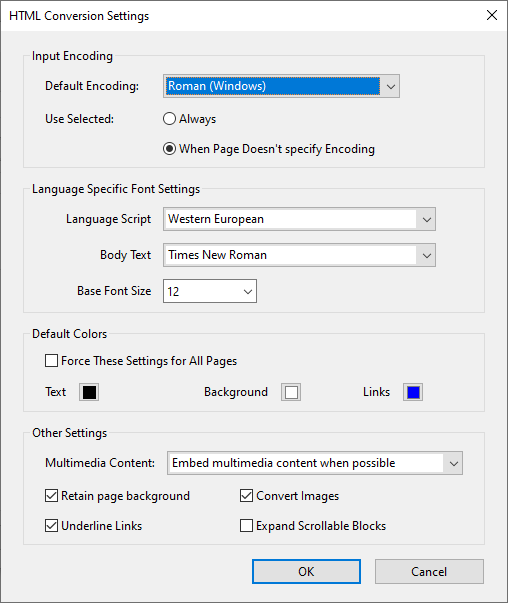 HTML Conversion Settings
Input Encoding
Default Encoding: Roman (Windows)
Use Selected: Always
When Page Doesn't specify Encoding
Language Specific Font Settings
Language Script Western European
Body Text Times New Roman
Base Font Size 12
Default Colors
Force These Settings for All Pages
Text Background Links
Other Settings
Multimedia Content: Embed multimedia content when possible
Retain page background Convert Images
Underline Links Expand Scrollable Blocks
OK Cancel